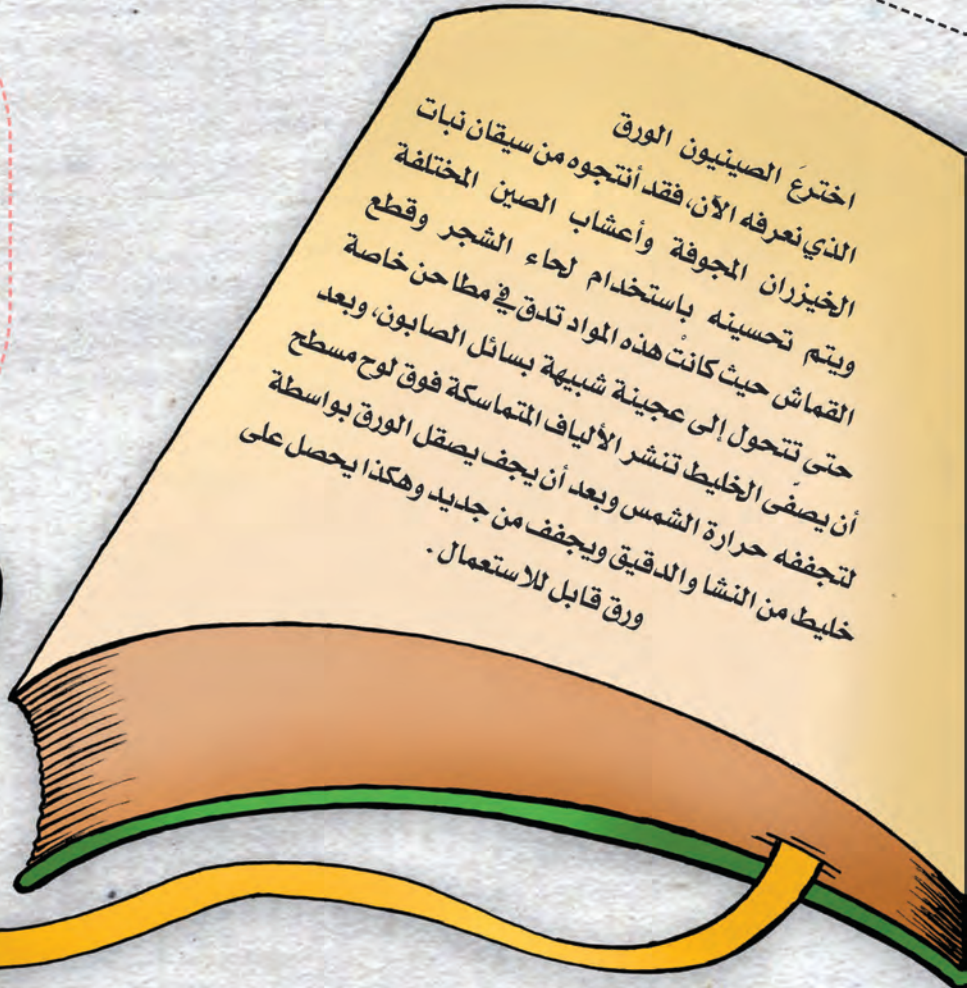 اخترعَ الصينيون الورق
الذي نعرفه الآن، فقد أنتجوه من سيقان نبات
الخيزران المجوفة وأعشاب الصين المختلفة
ويتم تحسينه باستخدام لحاء الشجر وقطع
القماش حيث كانتْ هذه المواد تدق في مطاحن خاصة
حتى تتحول إلى عجينة شبيهة بسائل الصابون، وبعد
أن يصفّى الخليط تنشر الألياف المتماسكة فوق لوح مسطح
لتجففه حرارة الشمس وبعد أن يجف يصقل الورق بواسطة
خليط من النشا والدقيق ويجفف من جديد وهكذا يحصل على
ورق قابل للاستعمال.